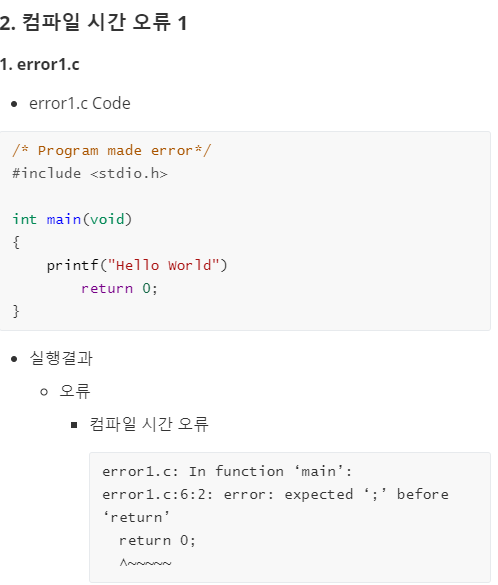 2. 컴파일 시간 오류 1
1. error1.c
error1.c Code
/* Program made error*/
#include <stdio.h>
int main(void)
{
    printf("Hello World")
        return 0;
}
실행결과
오류
컴파일 시간 오류
error1.c: In function ‘main’:
error1.c:6:2: error: expected ‘;’ before
‘return’
  return 0;
  ^~~~~~